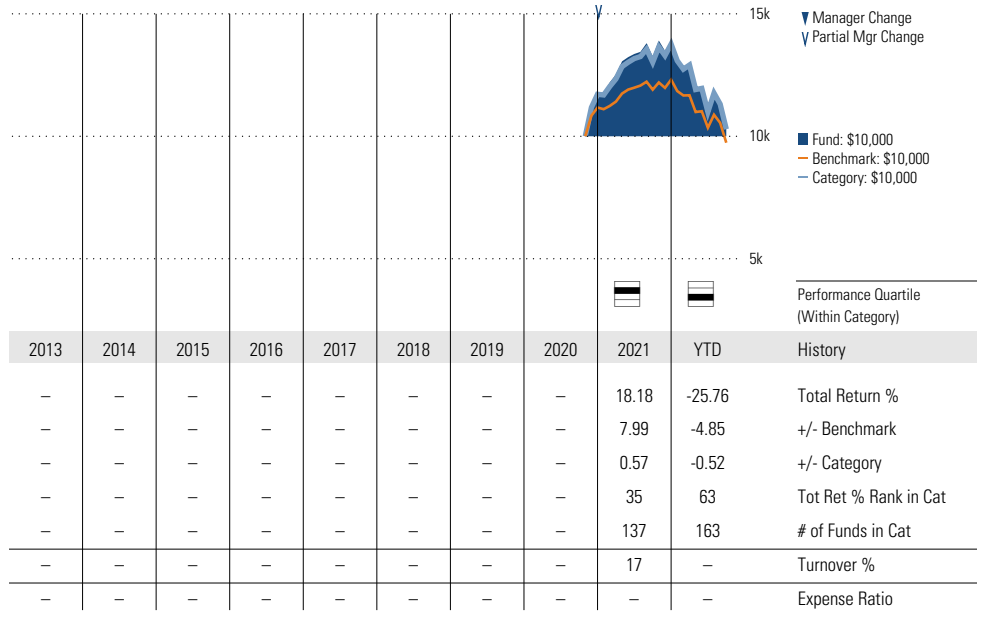 15k
▼ Manager Change
Partial Mgr Change
10k
Fund: $10,000
Benchmark: $10,000
Category: $10,000
5k
Performance Quartile
(Within Category)
2013 2014 2015 2016 2017 2018 2019 2020 2021 YTD History
– – – – – – – – 18.18 -25.76 Total Return %
– – – – – – – – 7.99 -4.85 +/- Benchmark
– – – – – – – – 0.57 -0.52 +/- Category
– – – – – – – – 35 63 Tot Ret % Rank in Cat
– – – – – – – – 137 163 # of Funds in Cat
– – – – – – – – 17 – Turnover %
– – – – – – – – – – Expense Ratio